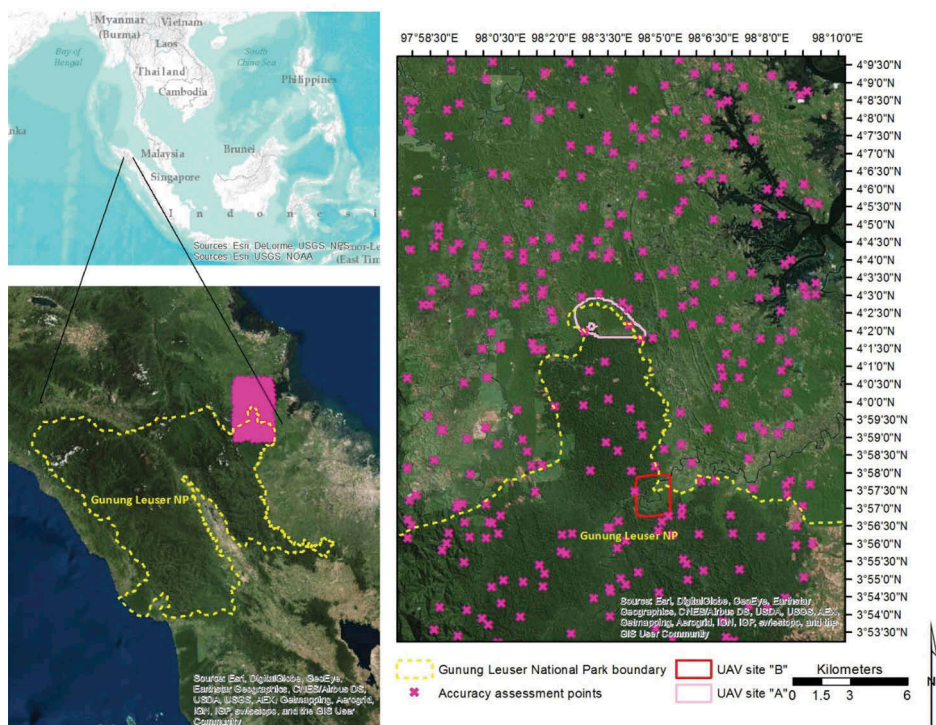 Myanmar
(Burma)
Vietnam
Laos
Bay of
Bengal
South
China Sea
Thailand
Philippines
Cambodia
nka
Malaysia
Brunei
Singapore
I n d o n e s i
Sources: Esri, DeLorme, USGS, NPS
Sources: Esri, USGS, NOAA
(East Tim
Gunung Leuser NP
Source: Esri, DigitalGlobe, GeoEye,
Earthstar Geographics, CNES/Airbus DS,
USDA, USGS, AEX, Getmapping, Aerogrid,
IGN, IGP, swisstopo, and the GIS User
Community
97°58'30"E 98°0'30"E 98°2'0"E 98°3'30"E 98°5'0"E 98°6'30"E 98°8'0"E 98°10'0"E
4°9'30"N
4°9'0"N
4°8'30"N
4°8'0"N
4°7'30"N
4°7'0"N
4°6'30"N
4°6'0"N
4°5'30"N
4°5'0"N
4°4'30"N
4°4'0"N
4°3'30"N
4°3'0"N
4°2'30"N
4°2'0"N
4°1'30"N
4°1'0"N
4°0'30"N
4°0'0"N
3°59'30"N
3°59'0"N
3°58'30"N
3°58'0"N
3°57'30"N
3°57'0"N
3°56'30"N
3°56'0"N
3°55'30"N
3°55'0"N
3°54'30"N
3°54'0"N
3°53'30"N
Gunung Leuser NP
Source: Esri, DigitalGlobe, GeoEye, Earthstar
Geographics, CNES/Airbus DS, USDA, USGS, AEX,
Getmapping, Aerogrid, IGN, IGP, swisstopo, and the
GIS User Community
Gunung Leuser National Park boundary
Accuracy assessment points
UAV site "B"
UAV site "A"
Kilometers
0 1.5 3 6
N